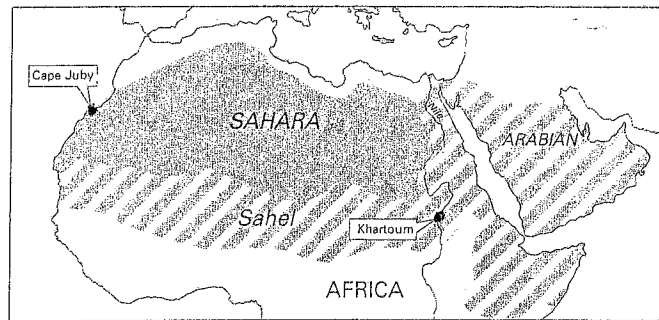 Cape Juby
SAHARA
Nile
ARABIAN
Sahel
Khartoum
AFRICA